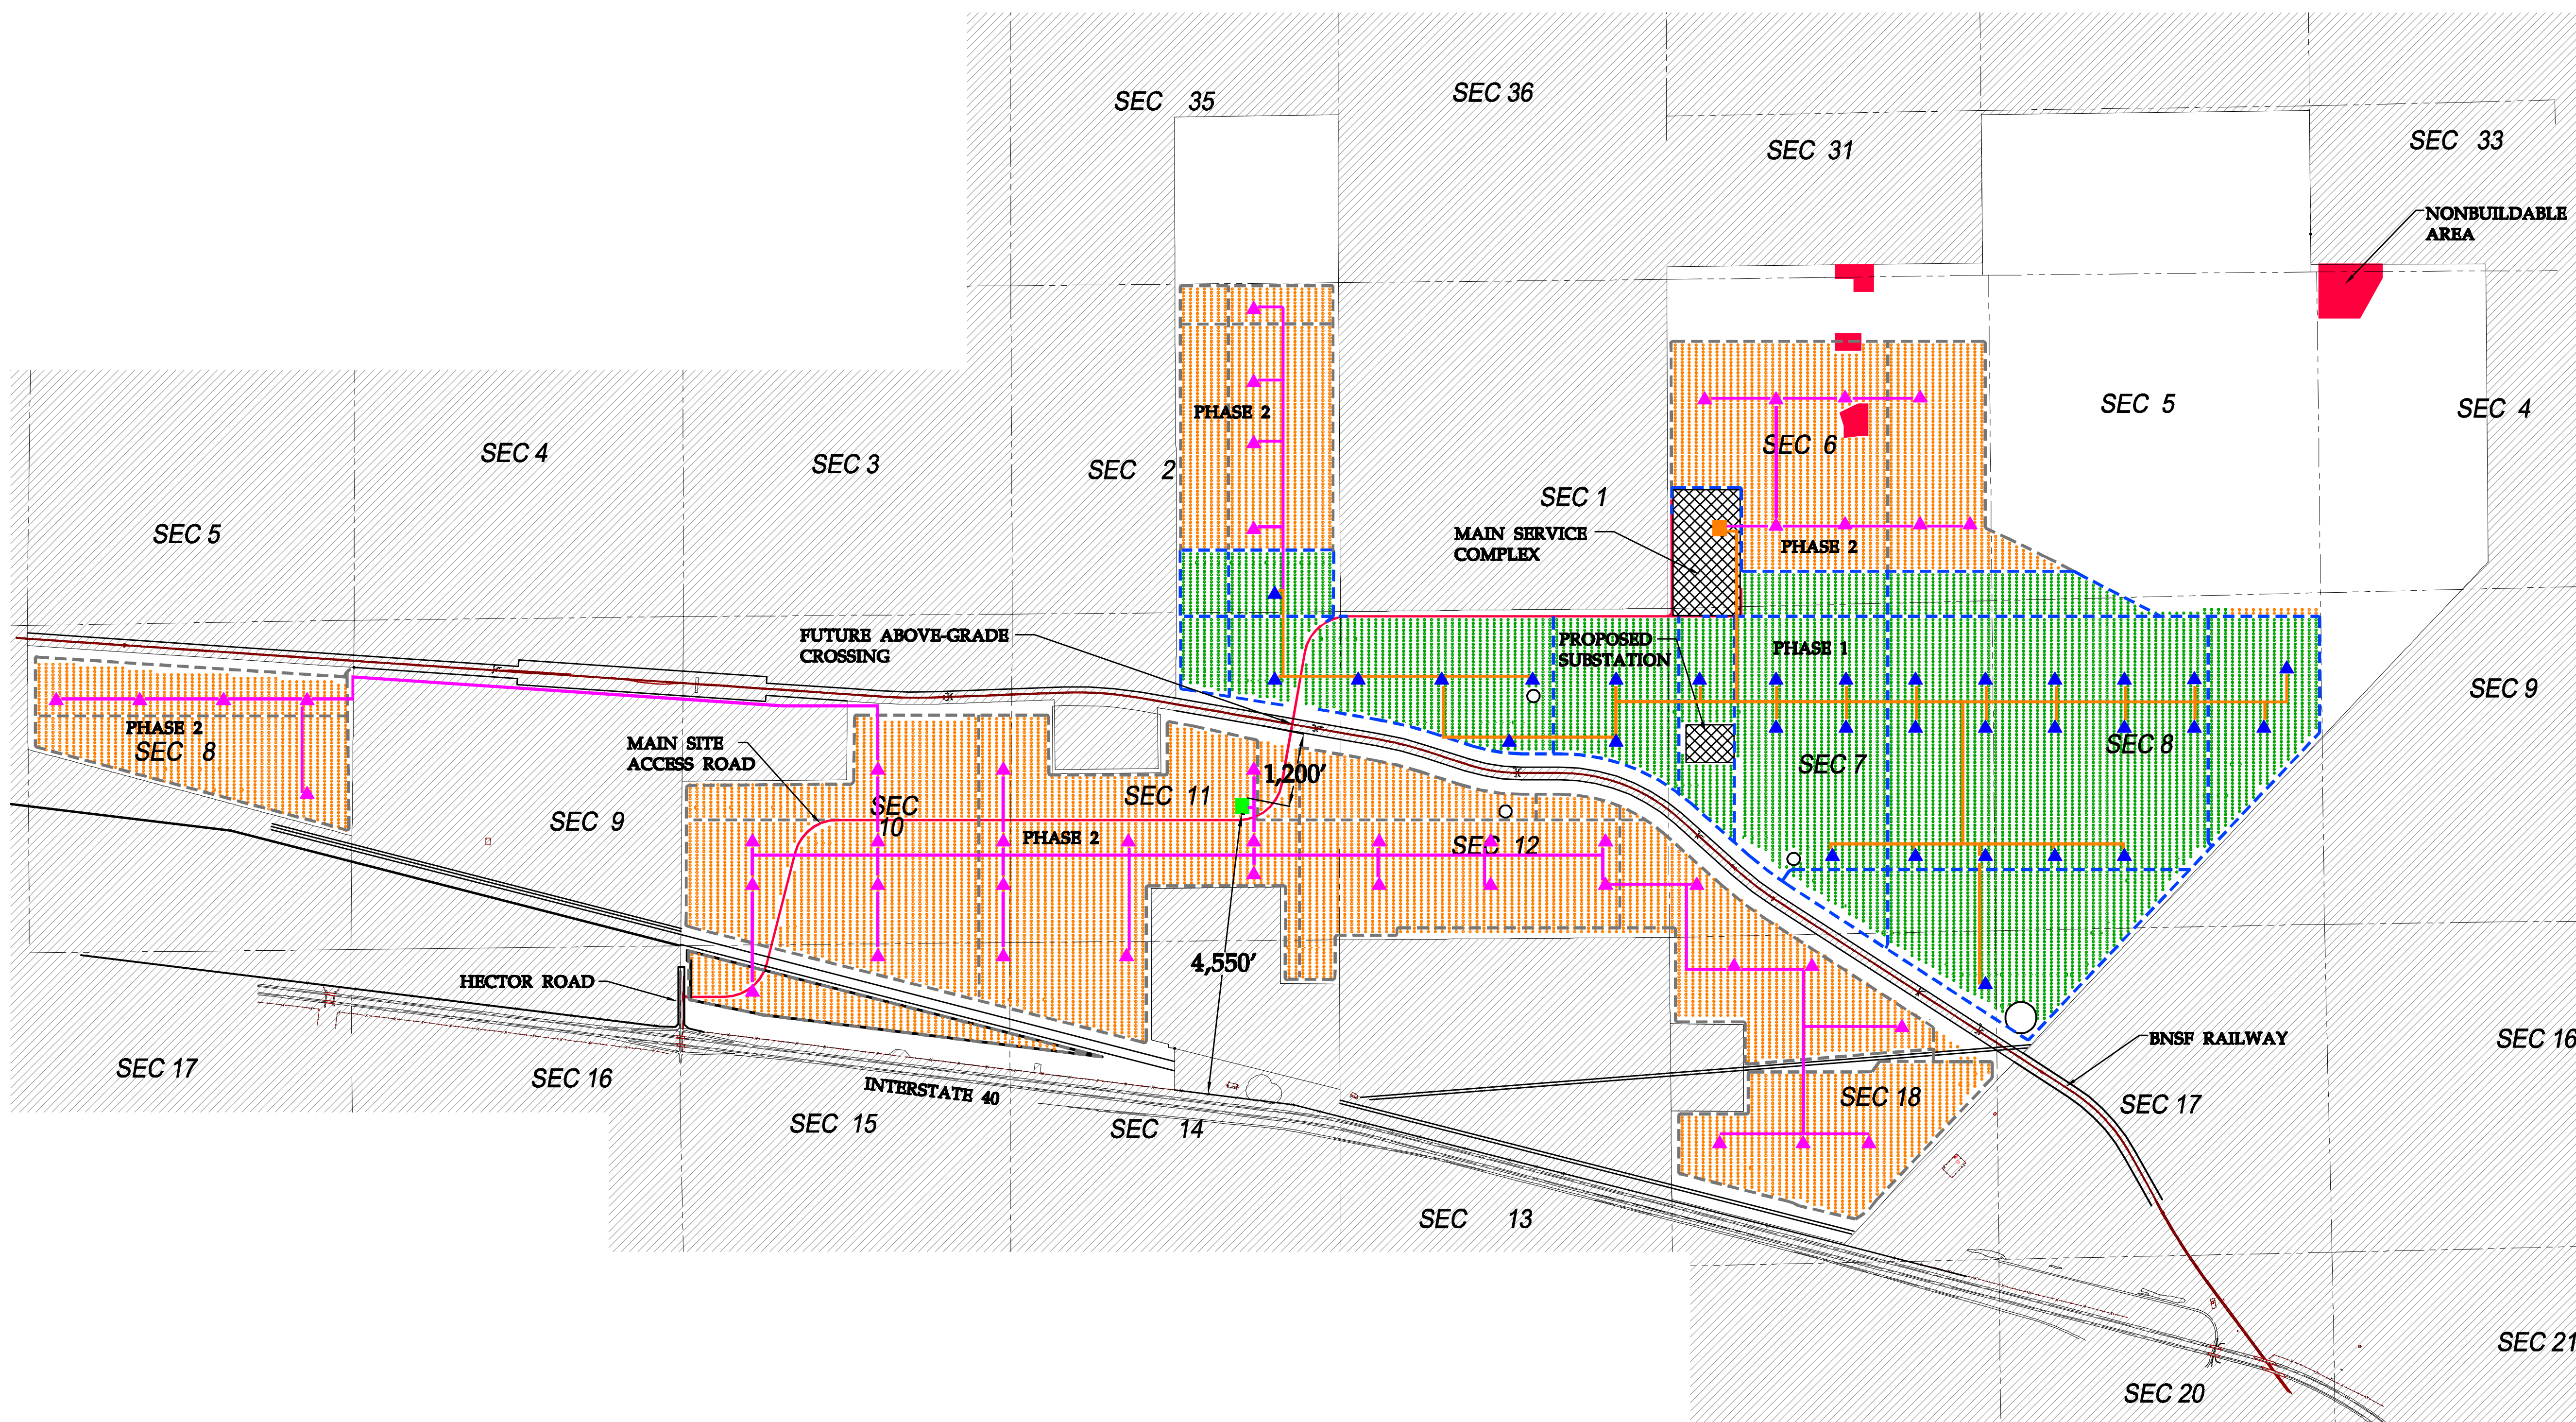 SEC 35
SEC 36
SEC 31
SEC 33
NONBUILDABLE
AREA
SEC 5
SEC 4
SEC 3
SEC 2
PHASE 2
SEC 1
MAIN SERVICE
COMPLEX
SEC 6
PHASE 2
SEC 5
SEC 4
FUTURE ABOVE-GRADE
CROSSING
PROPOSED
SUBSTATION
PHASE 1
SEC 9
PHASE 2
SEC 8
MAIN SITE
ACCESS ROAD
SEC 9
SEC
10
PHASE 2
SEC 11
1,200'
SEC 12
SEC 7
SEC 8
HECTOR ROAD
4,550'
SEC 17
SEC 16
INTERSTATE 40
SEC 15
SEC 14
SEC 13
SEC 18
BNSF RAILWAY
SEC 17
SEC 16
SEC 20
SEC 21